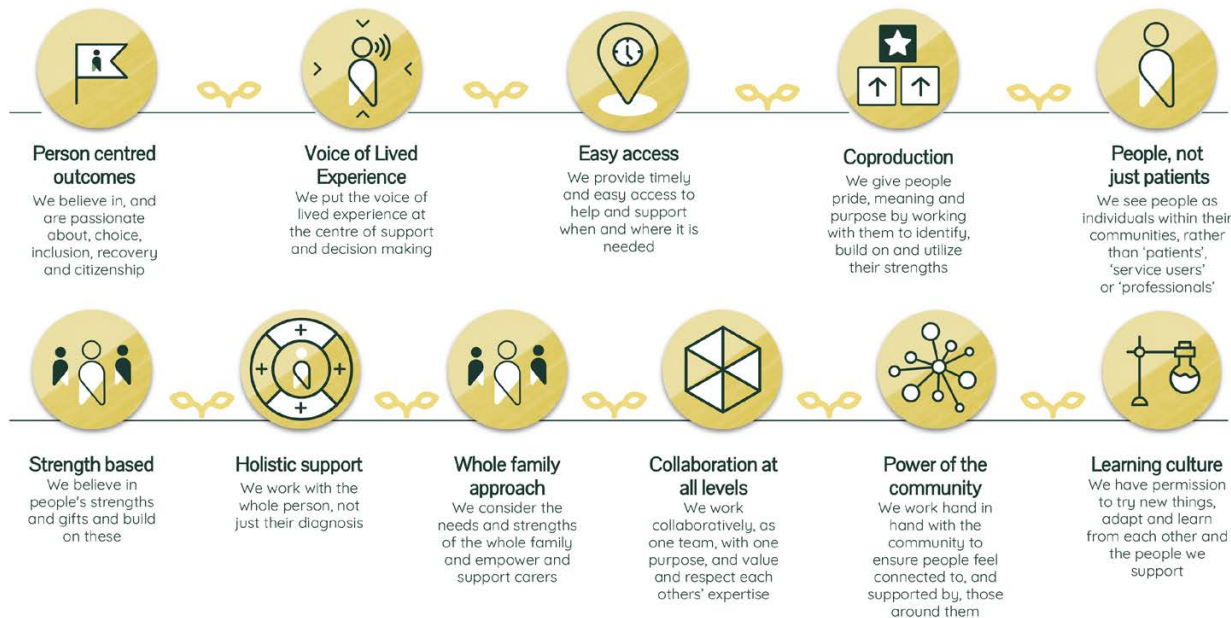 Person centred
outcomes
We believe in, and
are passionate
about, choice,
inclusion, recovery
and citizenship
Voice of Lived
Experience
We put the voice of
lived experience at
the centre of support
and decision making
Easy access
We provide timely
and easy access to
help and support
when and where it is
needed
Coproduction
We give people
pride, meaning and
purpose by working
with them to identify,
build on and utilize
their strengths
People, not
just patients
We see people as
individuals within their
communities, rather
than ‘patients’,
‘service users’
or ‘professionals’
Strength based
We believe in
people's strengths
and gifts and build
on these
Holistic support
We work with the
whole person, not
just their diagnosis
Whole family
approach
We consider the
needs and strengths
of the whole family
and empower and
support carers
Collaboration at
all levels
We work
collaboratively, as
one team, with one
purpose, and value
and respect each
others’ expertise
Power of the
community
We work hand in
hand with the
community to
ensure people feel
connected to, and
supported by, those
around them
Learning culture
We have permission
to try new things,
adapt and learn
from each other and
the people we
support